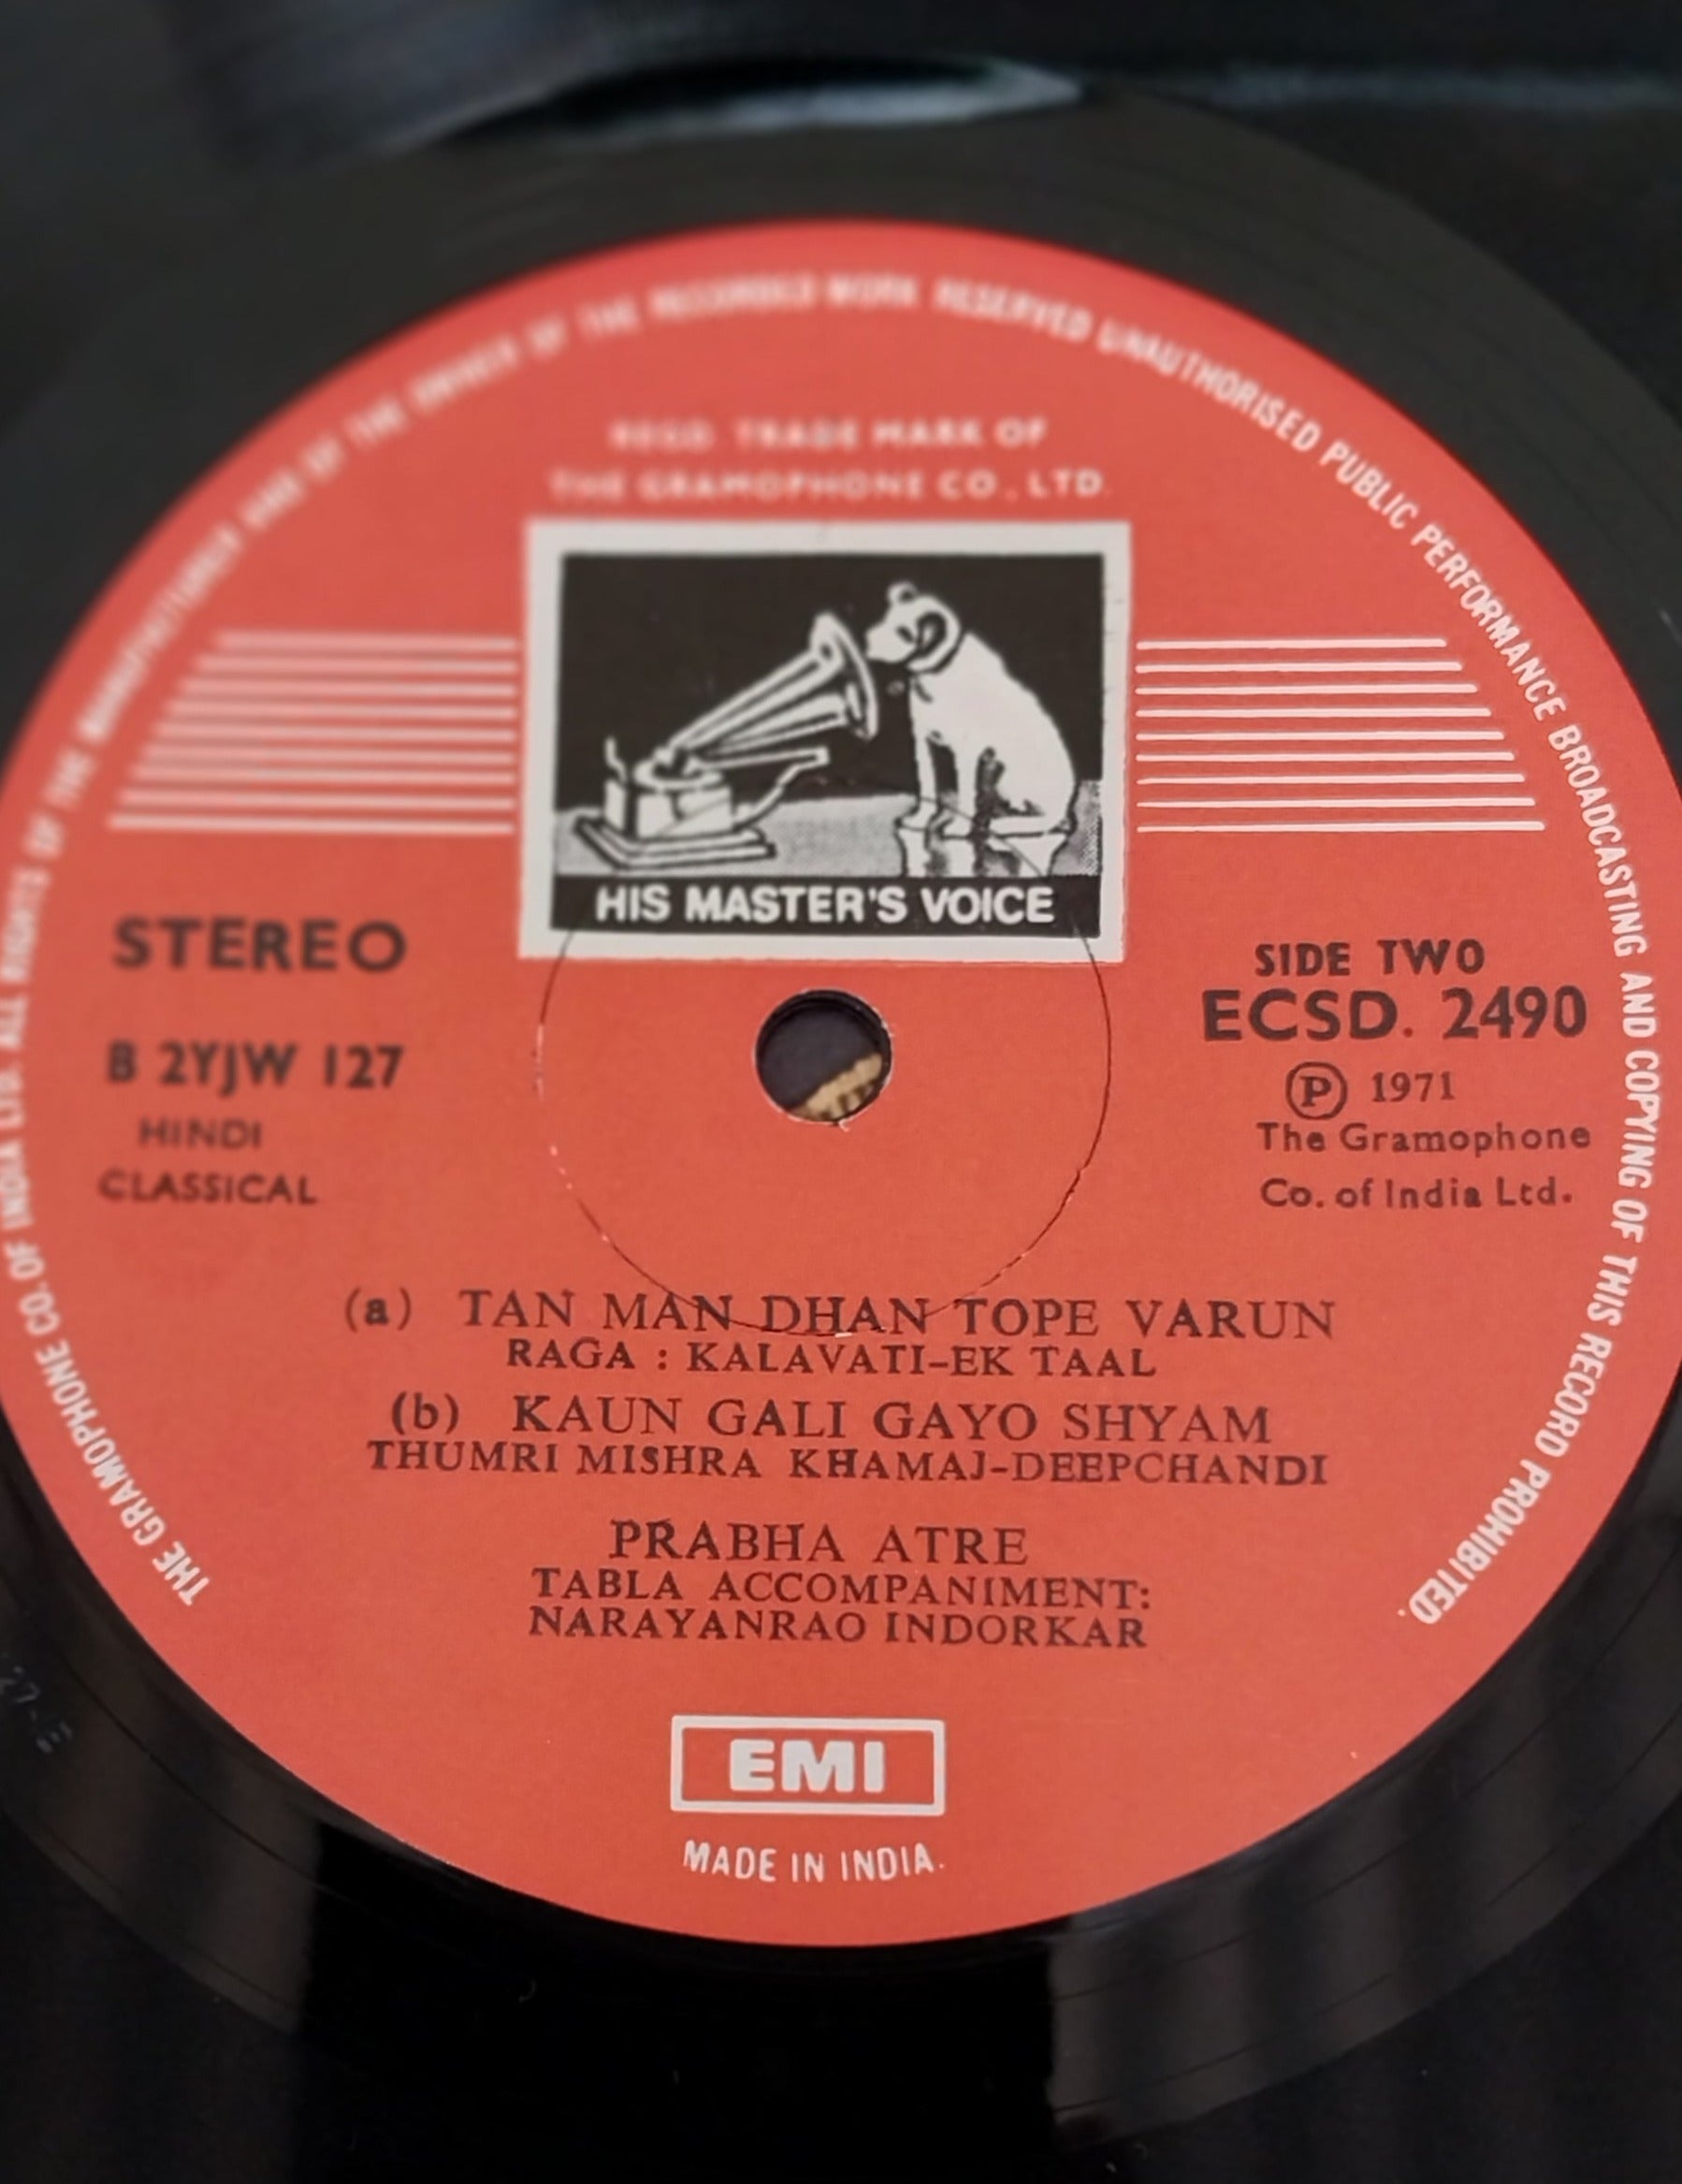 THE GRAMOPHONE CO. OF INDIA LTD. ALL RIGHTS OF THE MANUFACTURER AND OF THE OWNER OF THE RECORDED WORK RESERVED UNAUTHORISED PUBLIC PERFORMANCE BROADCASTING AND COPYING OF THIS RECORD PROHIBITED.
REGD. TRADE MARK OF
THE GRAMOPHONE CO., LTD.
HIS MASTER'S VOICE
STEREO
B 2YJW 127
HINDI
CLASSICAL
SIDE TWO
ECSD. 2490
Ⓟ 1971
The Gramophone
Co. of India Ltd.
(a) TAN MAN DHAN TOPE VARUN
RAGA : KALAVATI-EK TAAL
(b) KAUN GALI GAYO SHYAM
THUMRI MISHRA KHAMAJ-DEEPCHANDI
PRABHA ATRE
TABLA ACCOMPANIMENT:
NARAYANRAO INDORKAR
EMI
MADE IN INDIA.